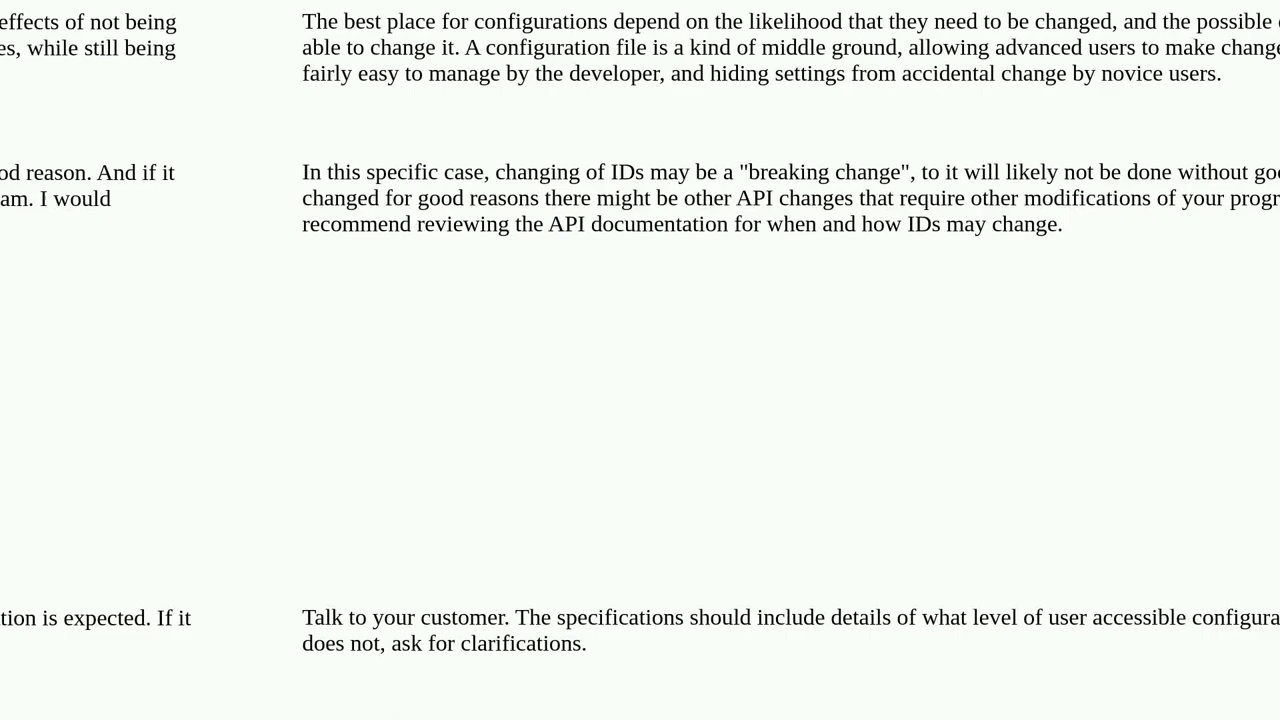 effects of not being
es, while still being
The best place for configurations depend on the likelihood that they need to be changed, and the possible
able to change it. A configuration file is a kind of middle ground, allowing advanced users to make change
fairly easy to manage by the developer, and hiding settings from accidental change by novice users.
od reason. And if it
am. I would
In this specific case, changing of IDs may be a "breaking change", to it will likely not be done without goo
changed for good reasons there might be other API changes that require other modifications of your progr
recommend reviewing the API documentation for when and how IDs may change.
tion is expected. If it
Talk to your customer. The specifications should include details of what level of user accessible configura
does not, ask for clarifications.